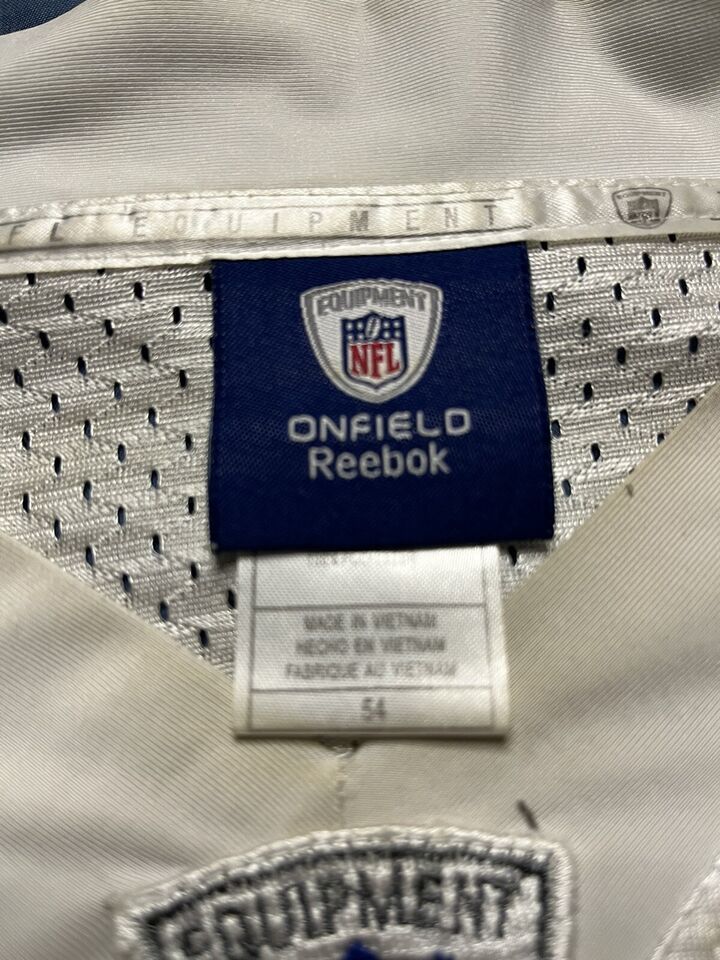 FL EQUIPMENT
EQUIPMENT
NFL
ONFIELD
Reebok
MADE IN VIETNAM
HECHO EN VIETNAM
FABRIQUE AU VIETNAM
54
EQUIPMENT